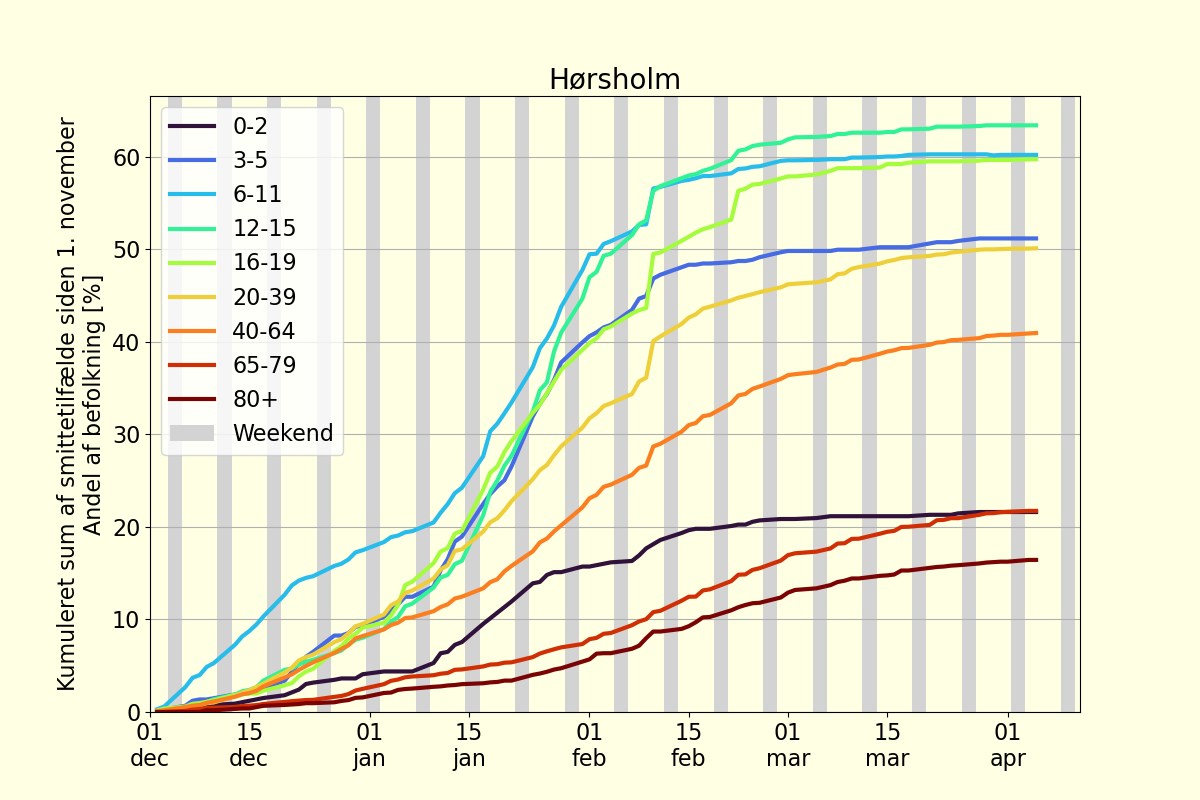 Hørsholm
Kumuleret sum af smittetilfælde siden 1. november
Andel af befolkning [%]
60
50
40
30
20
10
0
0-2
3-5
6-11
12-15
16-19
20-39
40-64
65-79
80+
Weekend
01 15 01 15 01 15 01 15 01
dec dec jan jan feb feb mar mar apr